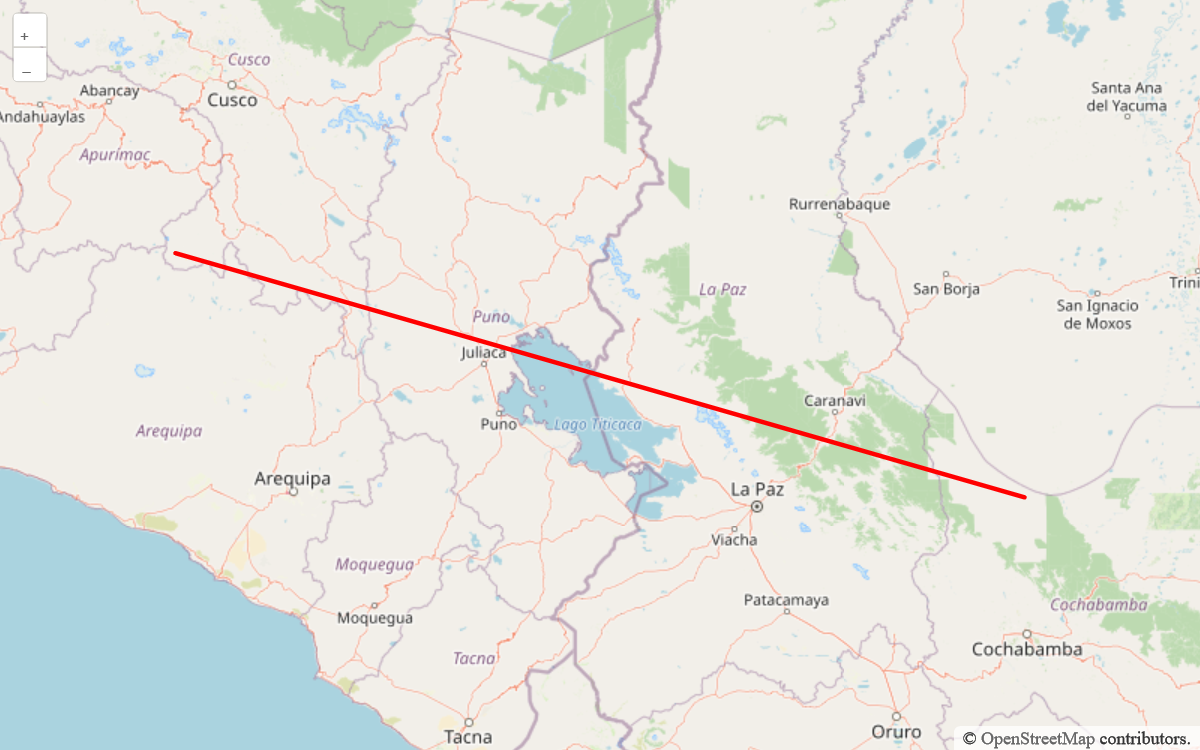 +
–
Cusco
Abancay
Cusco
Andahuaylas
Apurímac
Santa Ana
del Yacuma
Rurrenabaque
La Paz
San Borja
Trini
San Ignacio
de Moxos
Puno
Juliaca
Caranavi
Puno
Lago Titicaca
Arequipa
Arequipa
La Paz
Viacha
Moquegua
Patacamaya
Cochabamba
Moquegua
Cochabamba
Tacna
Tacna
Oruro
© OpenStreetMap contributors.